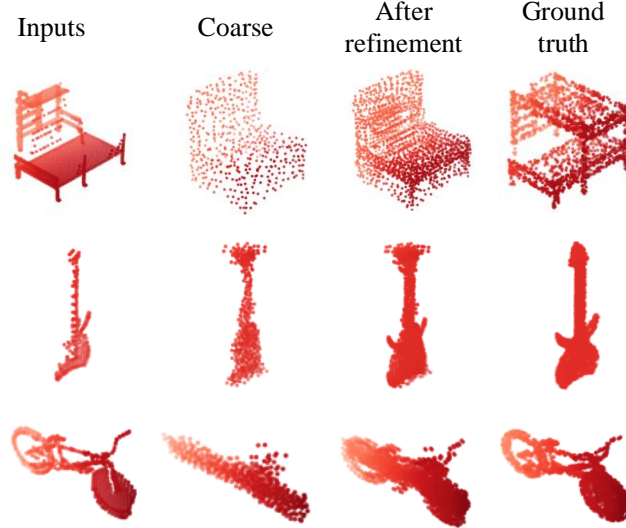 Inputs
Coarse
After
refinement
Ground
truth